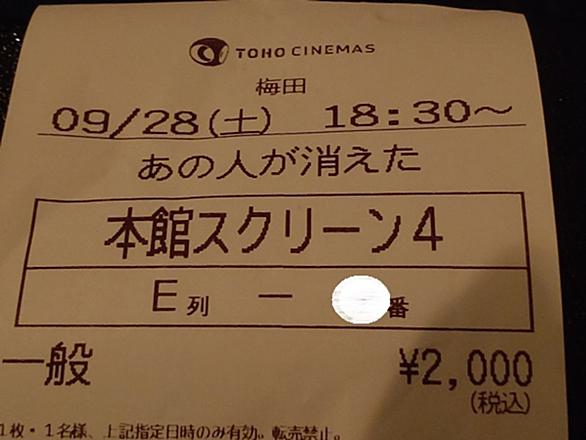 TOHO CINEMAS
梅田
09/28(土) 18:30～
あの人が消えた
本館スクリーン4
E列 ー 番
一般 ¥2,000
(税込)
1枚・1名様、上記指定日時のみ有効。転売禁止。